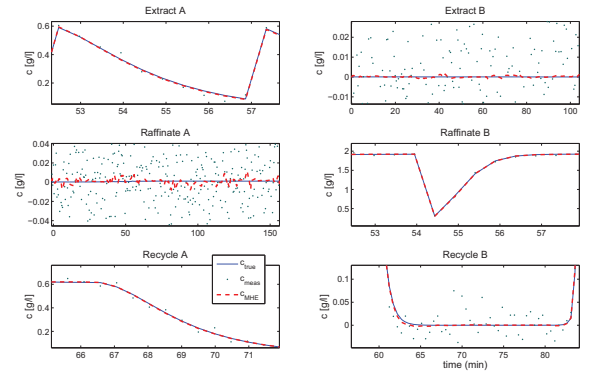 Extract A
Extract B
c [g/l]
0.6
0.4
0.2
53 54 55 56 57
c [g/l]
0.02
0.01
0
−0.01
0 20 40 60 80 100
Raffinate A
Raffinate B
c [g/l]
0.04
0.02
0
−0.02
−0.04
0 50 100 150
c [g/l]
2
1.5
1
0.5
53 54 55 56 57
Recycle A
Recycle B
c [g/l]
0.6
0.4
0.2
66 67 68 69 70 71
c_true
c_meas
c_MHE
c [g/l]
0.1
0.05
0
60 65 70 75 80
time (min)